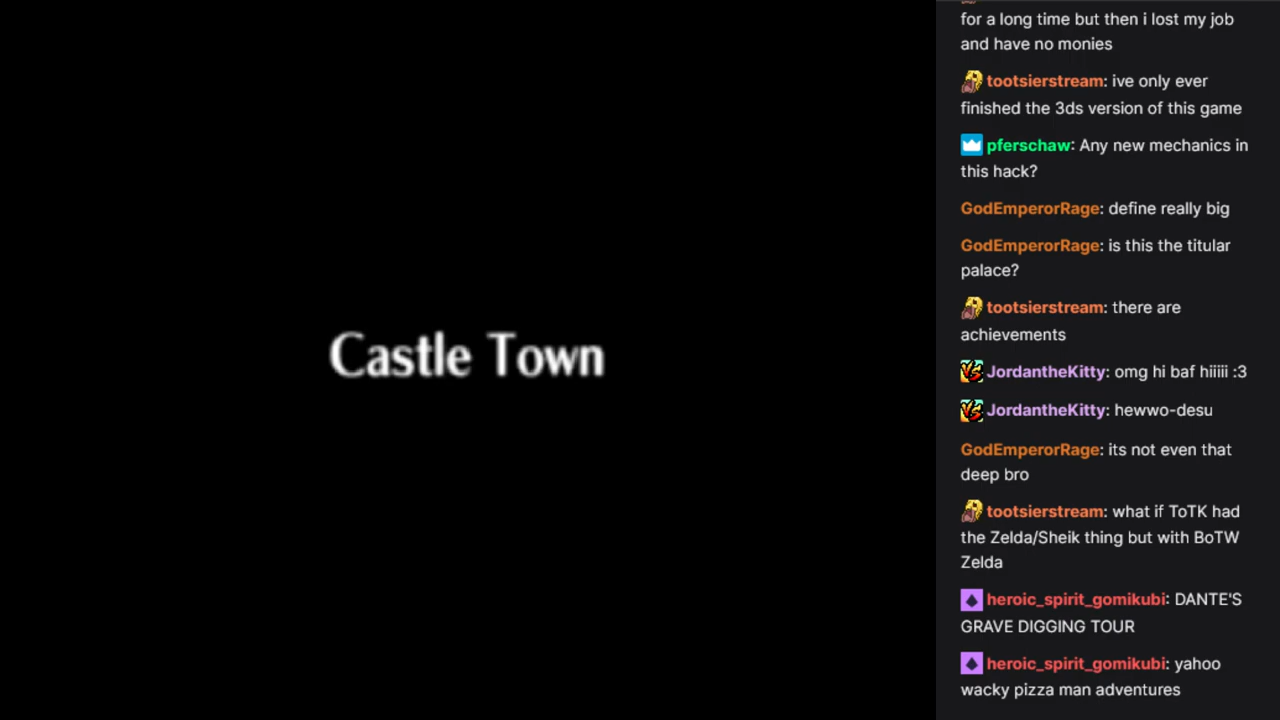 Castle Town
for a long time but then i lost my job
and have no monies
tootsierstream: ive only ever
finished the 3ds version of this game
pferschaw: Any new mechanics in
this hack?
GodEmperorRage: define really big
GodEmperorRage: is this the titular
palace?
tootsierstream: there are
achievements
JordantheKitty: omg hi baf hiiiii :3
JordantheKitty: hewwo-desu
GodEmperorRage: its not even that
deep bro
tootsierstream: what if ToTK had
the Zelda/Sheik thing but with BoTW
Zelda
heroic_spirit_gomikubi: DANTE'S
GRAVE DIGGING TOUR
heroic_spirit_gomikubi: yahoo
wacky pizza man adventures